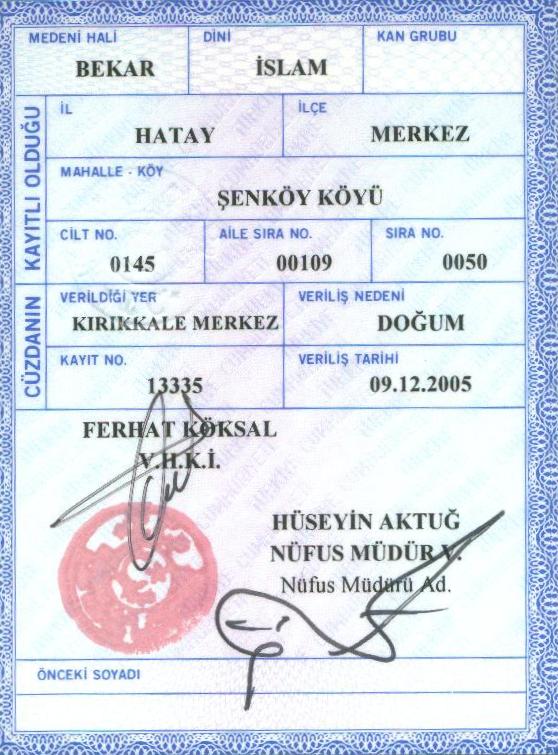 MEDENİ HALİ DİNİ KAN GRUBU
BEKAR İSLAM
KAYITLI OLDUĞU
İL İLÇE
HATAY MERKEZ
MAHALLE - KÖY
ŞENKÖY KÖYÜ
CİLT NO. AİLE SIRA NO. SIRA NO.
0145 00109 0050
CÜZDANIN
VERİLDİĞİ YER VERİLİŞ NEDENİ
KIRIKKALE MERKEZ DOĞUM
KAYIT NO. VERİLİŞ TARİHİ
13335 09.12.2005
FERHAT KÖKSAL
V.H.K.İ.
HÜSEYİN AKTUĞ
NÜFUS MÜDÜR V.
Nüfus Müdürü Ad.
ÖNCEKİ SOYADI